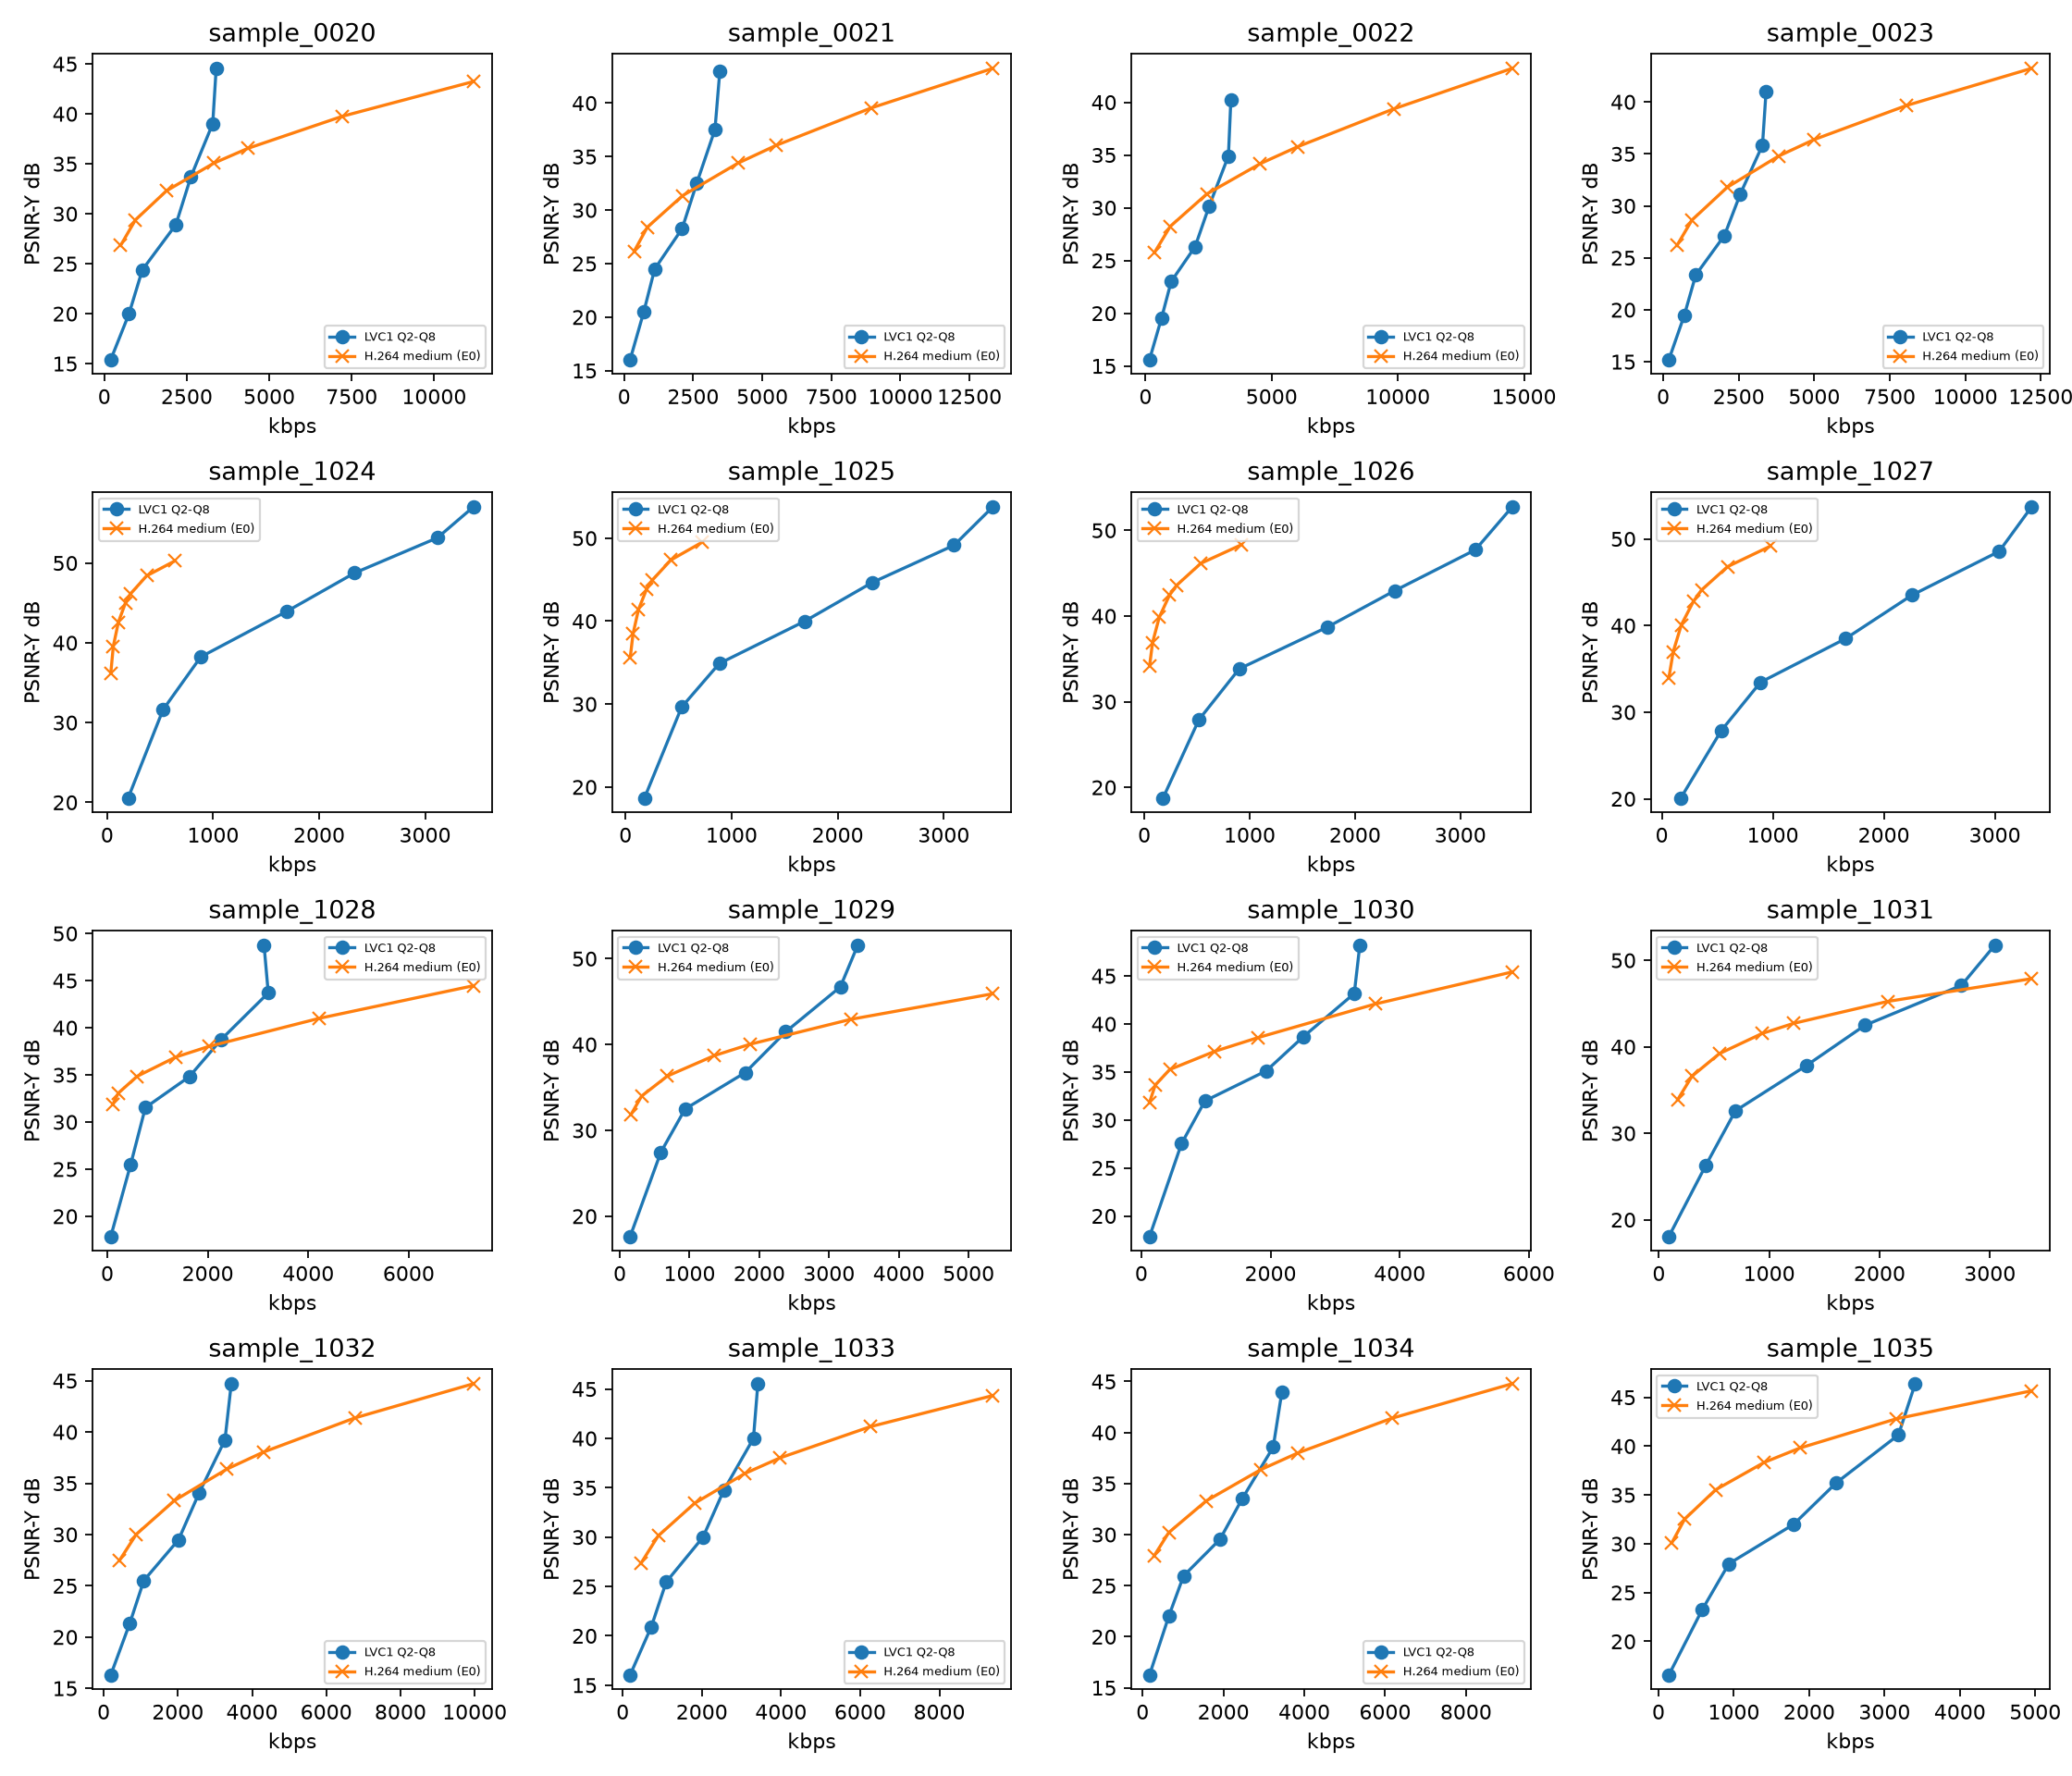 sample_0020
sample_0021
sample_0022
sample_0023
PSNR-Y dB
45
40
35
30
25
20
15
LVC1 Q2-Q8
H.264 medium (E0)
0 2500 5000 7500 10000
kbps
PSNR-Y dB
40
35
30
25
20
15
LVC1 Q2-Q8
H.264 medium (E0)
0 2500 5000 7500 10000 12500
kbps
PSNR-Y dB
40
35
30
25
20
15
LVC1 Q2-Q8
H.264 medium (E0)
0 5000 10000 15000
kbps
PSNR-Y dB
40
35
30
25
20
15
LVC1 Q2-Q8
H.264 medium (E0)
0 2500 5000 7500 10000 12500
kbps
sample_1024
sample_1025
sample_1026
sample_1027
PSNR-Y dB
LVC1 Q2-Q8
H.264 medium (E0)
50
40
30
20
0 1000 2000 3000
kbps
PSNR-Y dB
LVC1 Q2-Q8
H.264 medium (E0)
50
40
30
20
0 1000 2000 3000
kbps
PSNR-Y dB
LVC1 Q2-Q8
H.264 medium (E0)
50
40
30
20
0 1000 2000 3000
kbps
PSNR-Y dB
LVC1 Q2-Q8
H.264 medium (E0)
50
40
30
20
0 1000 2000 3000
kbps
sample_1028
sample_1029
sample_1030
sample_1031
PSNR-Y dB
LVC1 Q2-Q8
H.264 medium (E0)
50
45
40
35
30
25
20
0 2000 4000 6000
kbps
PSNR-Y dB
LVC1 Q2-Q8
H.264 medium (E0)
50
40
30
20
0 1000 2000 3000 4000 5000
kbps
PSNR-Y dB
LVC1 Q2-Q8
H.264 medium (E0)
45
40
35
30
25
20
0 2000 4000 6000
kbps
PSNR-Y dB
LVC1 Q2-Q8
H.264 medium (E0)
50
40
30
20
0 1000 2000 3000
kbps
sample_1032
sample_1033
sample_1034
sample_1035
PSNR-Y dB
45
40
35
30
25
20
15
LVC1 Q2-Q8
H.264 medium (E0)
0 2000 4000 6000 8000 10000
kbps
PSNR-Y dB
45
40
35
30
25
20
15
LVC1 Q2-Q8
H.264 medium (E0)
0 2000 4000 6000 8000
kbps
PSNR-Y dB
45
40
35
30
25
20
15
LVC1 Q2-Q8
H.264 medium (E0)
0 2000 4000 6000 8000
kbps
PSNR-Y dB
LVC1 Q2-Q8
H.264 medium (E0)
45
40
35
30
25
20
0 1000 2000 3000 4000 5000
kbps